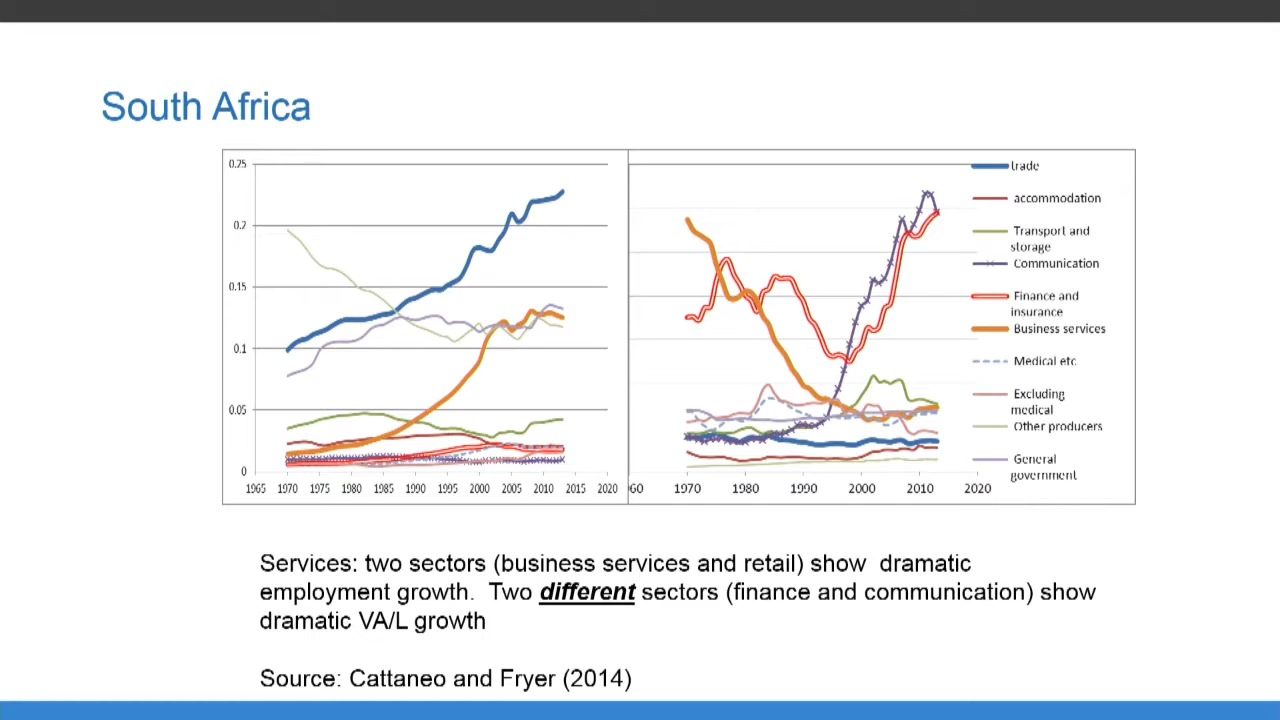 South Africa
0.25
0.2
0.15
0.1
0.05
0
1965 1970 1975 1980 1985 1990 1995 2000 2005 2010 2015 2020
60 1970 1980 1990 2000 2010 2020
trade
accommodation
Transport and
storage
Communication
Finance and
insurance
Business services
Medical etc
Excluding
medical
Other producers
General
government
Services: two sectors (business services and retail) show dramatic
employment growth. Two different sectors (finance and communication) show
dramatic VA/L growth
Source: Cattaneo and Fryer (2014)